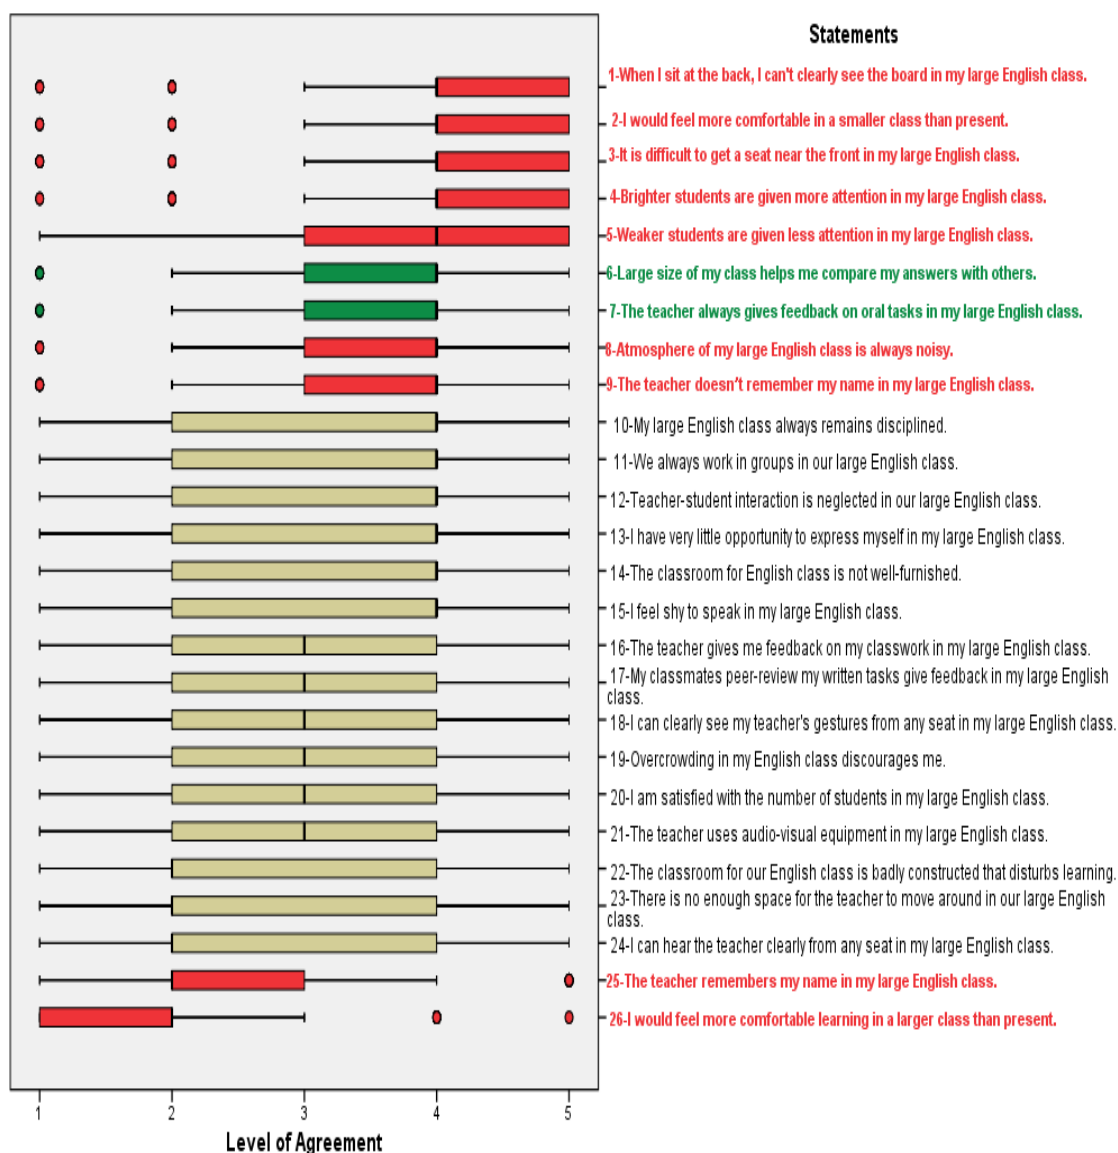 Statements
1-When I sit at the back, I can't clearly see the board in my large English class.
2-I would feel more comfortable in a smaller class than present.
3-It is difficult to get a seat near the front in my large English class.
4-Brighter students are given more attention in my large English class.
5-Weaker students are given less attention in my large English class.
6-Large size of my class helps me compare my answers with others.
7-The teacher always gives feedback on oral tasks in my large English class.
8-Atmosphere of my large English class is always noisy.
9-The teacher doesn't remember my name in my large English class.
10-My large English class always remains disciplined.
11-We always work in groups in our large English class.
12-Teacher-student interaction is neglected in our large English class.
13-I have very little opportunity to express myself in my large English class.
14-The classroom for English class is not well-furnished.
15-I feel shy to speak in my large English class.
16-The teacher gives me feedback on my classwork in my large English class.
17-My classmates peer-review my written tasks give feedback in my large English
class.
18-I can clearly see my teacher's gestures from any seat in my large English class.
19-Overcrowding in my English class discourages me.
20-I am satisfied with the number of students in my large English class.
21-The teacher uses audio-visual equipment in my large English class.
22-The classroom for our English class is badly constructed that disturbs learning.
23-There is no enough space for the teacher to move around in our large English
class.
24-I can hear the teacher clearly from any seat in my large English class.
25-The teacher remembers my name in my large English class.
26-I would feel more comfortable learning in a larger class than present.
1 2 3 4 5
Level of Agreement